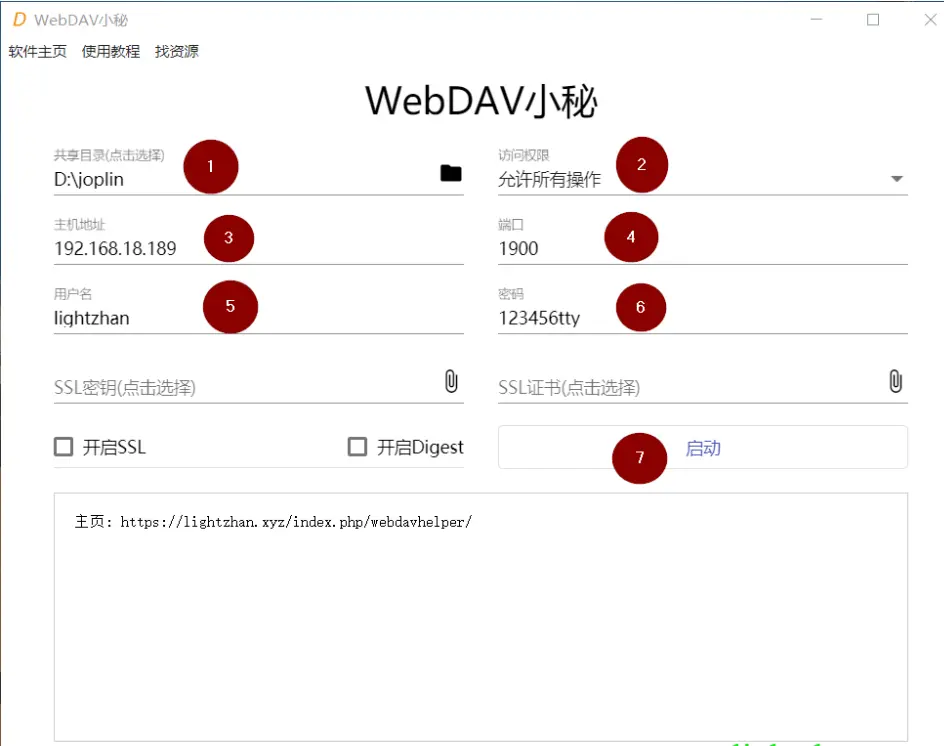 D WebDAV小秘
软件主页 使用教程 找资源
WebDAV小秘
共享目录(点击选择) 1 访问权限 2
D:\joplin 允许所有操作
主机地址 3 端口 4
192.168.18.189 1900
用户名 5 密码 6
lightzhan 123456tty
SSL密钥(点击选择) SSL证书(点击选择)
开启SSL 开启Digest 7 启动
主页: https://lightzhan.xyz/index.php/webdavhelper/